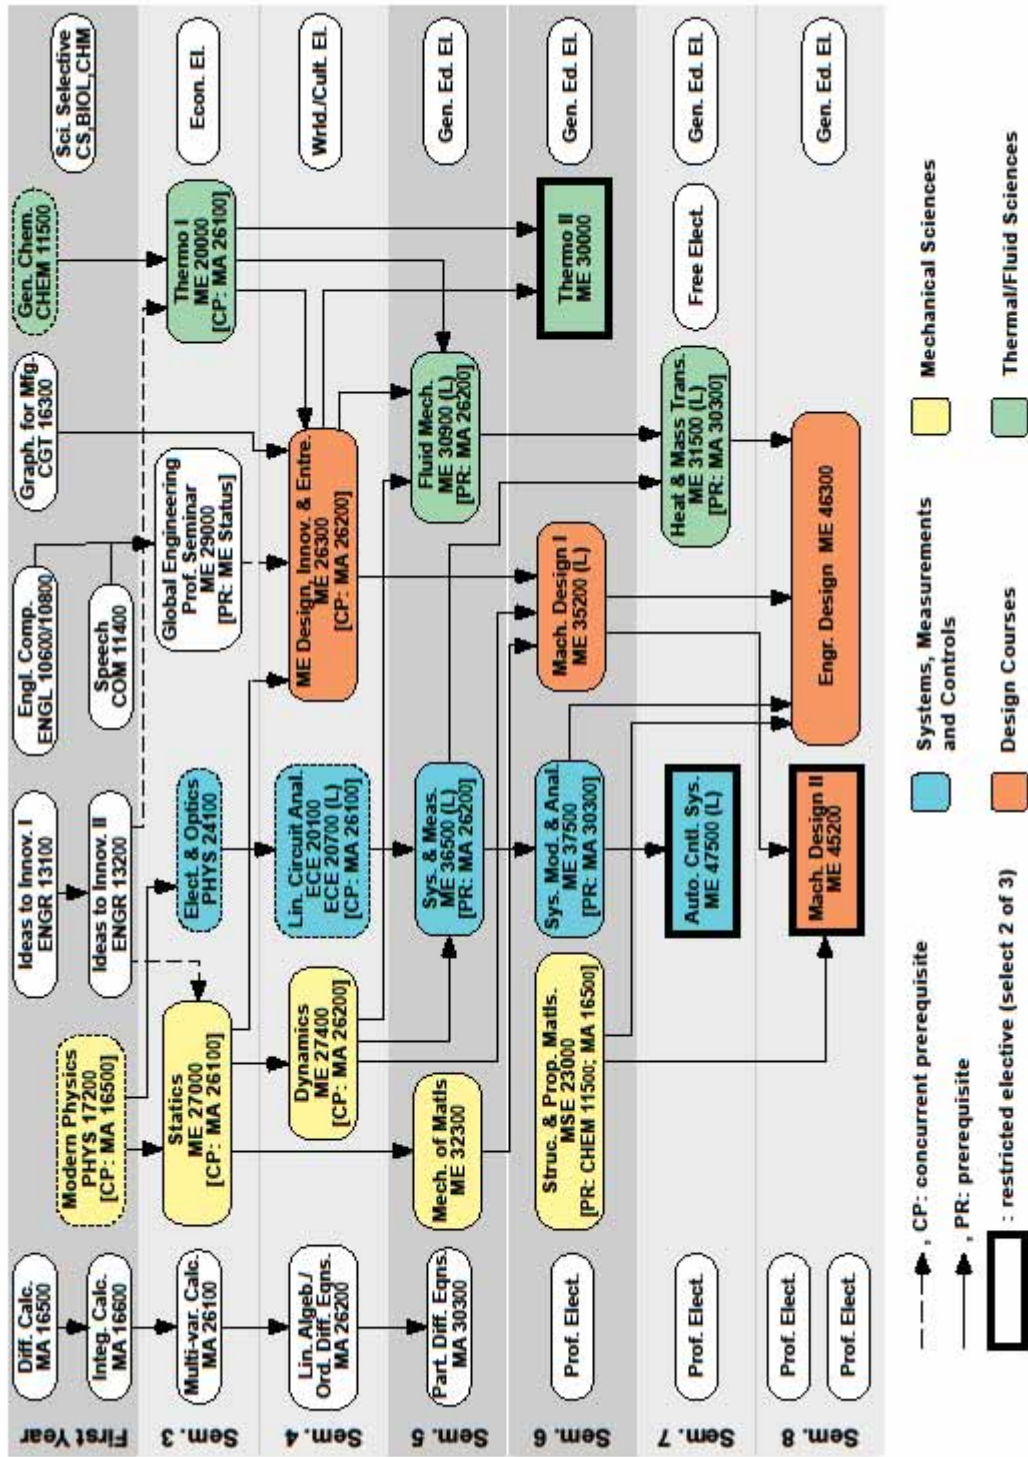 First Year
Diff. Calc.
MA 16500
Integ. Calc.
MA 16600
Modern Physics
PHYS 17200
[CP: MA 16500]
Ideas to Innov. I
ENGR 13100
Ideas to Innov. II
ENGR 13200
Engl. Comp.
ENGL 10600/10800
Speech
COM 11400
Graph. for Mfg.
CGT 16300
Gen. Chem.
CHEM 11500
Sci. Selective
CS,BIOL,CHM
Sem. 3
Multi-var. Calc.
MA 26100
Statics
ME 27000
[CP: MA 26100]
Elect. & Optics
PHYS 24100
Global Engineering
Prof. Seminar
ME 29000
[PR: ME Status]
Thermo I
ME 20000
[CP: MA 26100]
Econ. El.
Sem. 4
Lin. Algeb./
Ord. Diff. Eqns.
MA 26200
Dynamics
ME 27400
[CP: MA 26200]
Lin. Circuit Anal.
ECE 20100
ECE 20700 (L)
[CP: MA 26100]
ME Design, Innov. & Entre.
ME 26300
[CP: MA 26200]
Wrld./Cult. El.
Sem. 5
Part. Diff. Eqns.
MA 30300
Mech. of Matls
ME 32300
Sys. & Meas.
ME 36500 (L)
[PR: MA 26200]
Fluid Mech.
ME 30900 (L)
[PR: MA 26200]
Gen. Ed. El.
Sem. 6
Prof. Elect.
Struc. & Prop. Matls.
MSE 23000
[PR: CHEM 11500; MA 16500]
Sys. Mod. & Anal.
ME 37500
[PR: MA 30300]
Mach. Design I
ME 35200 (L)
Thermo II
ME 30000
Gen. Ed. El.
Sem. 7
Prof. Elect.
Auto. Cntl. Sys.
ME 47500 (L)
Heat & Mass Trans.
ME 31500 (L)
[PR: MA 30300]
Free Elect.
Gen. Ed. El.
Sem. 8
Prof. Elect.
Prof. Elect.
Mach. Design II
ME 45200
Engr. Design ME 46300
Gen. Ed. El.
, CP: concurrent prerequisite
, PR: prerequisite
: restricted elective (select 2 of 3)
Systems, Measurements
and Controls
Design Courses
Mechanical Sciences
Thermal/Fluid Sciences